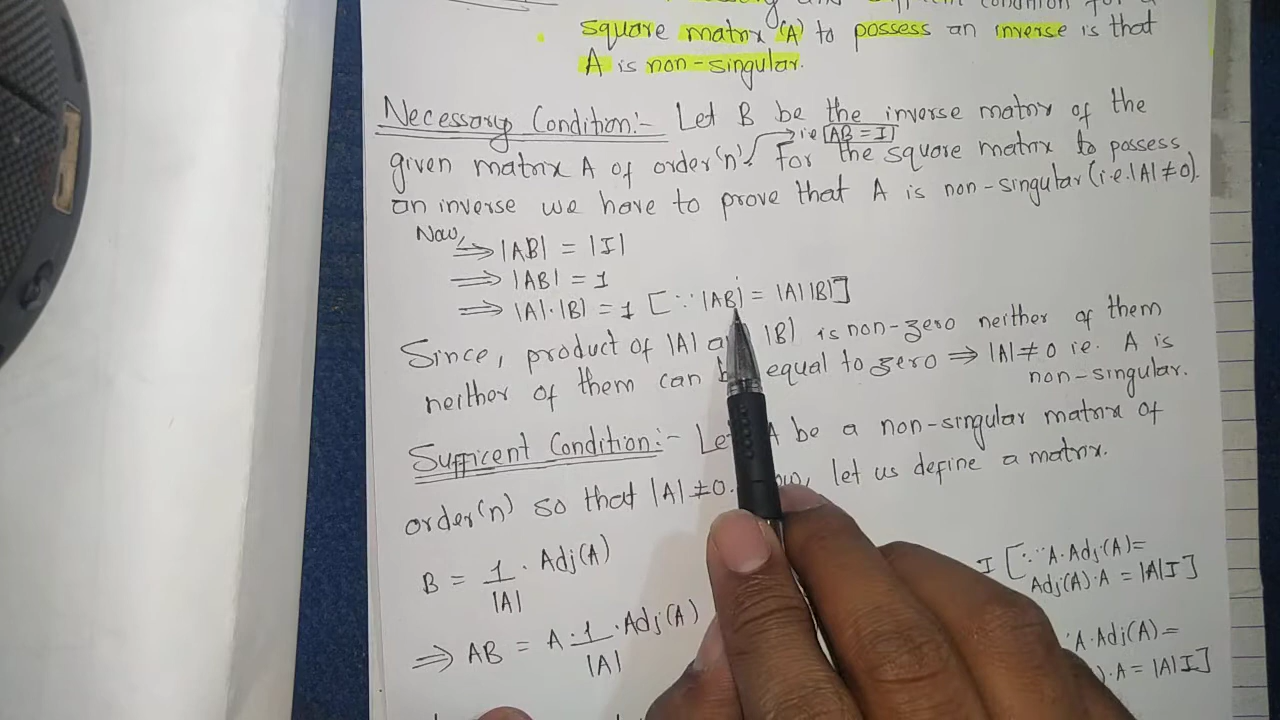 condition for a
square matrix (A) to possess an inverse is that
A is non-singular.
Necessary Condition:- Let B be the inverse matrix of the
i.e [AB = I]
given matrix A of order 'n'. For the square matrix to possess
an inverse we have to prove that A is non-singular (i.e. |A| ≠ 0).
Now,
⇒ |AB| = |I|
⇒ |AB| = 1
⇒ |A|·|B| = 1 [∵ |AB| = |A||B|]
Since, product of |A| |B| is non-zero neither of them
neither of them can equal to zero ⇒ |A| ≠ 0 ie. A is
non-singular.
Sufficent Condition:- Let A be a non-singular matrix of
order(n) so that |A| ≠ 0. let us define a matrix.
B = 1/|A| · Adj(A)
I [∵ A·Adj(A) =
Adj(A)·A = |A|I]
⇒ AB = A·1/|A| · Adj(A)
A·Adj(A) =
·A = |A|I]